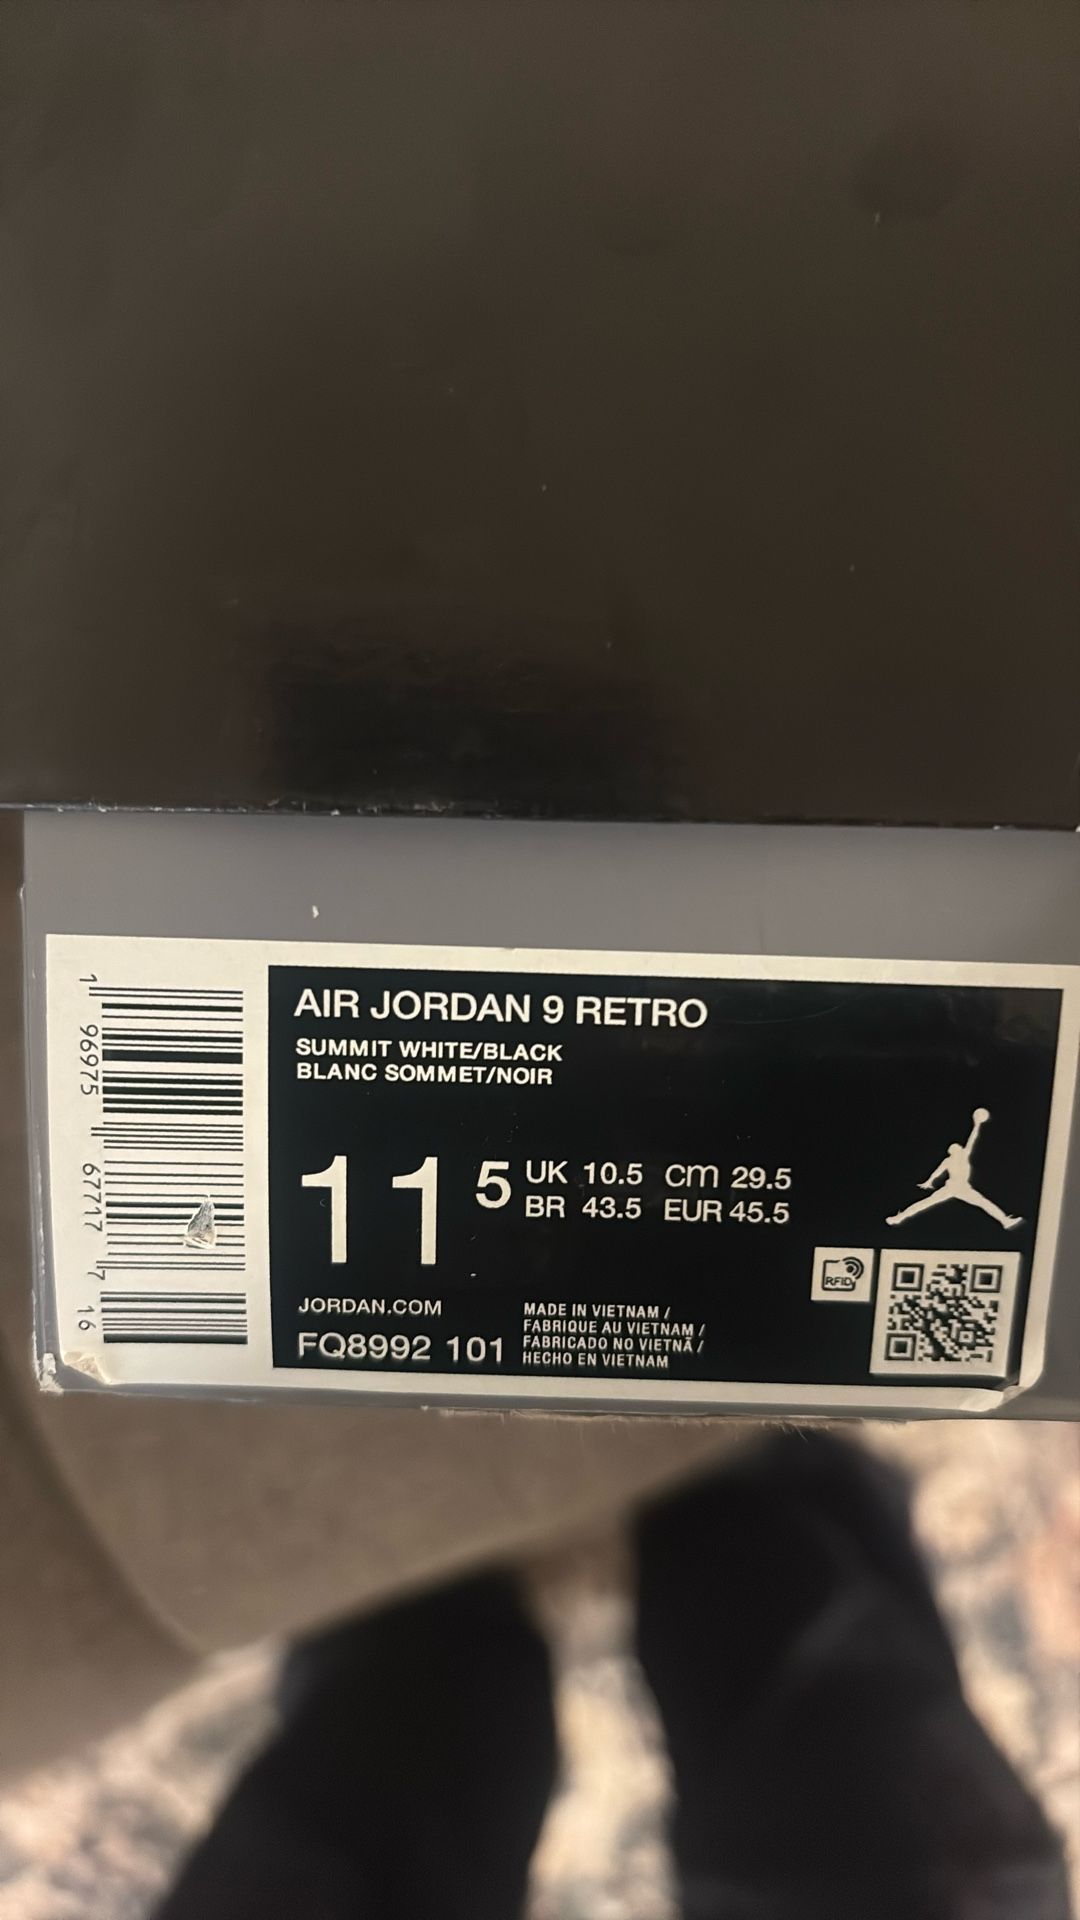 1 96975 67717 7 16
AIR JORDAN 9 RETRO
SUMMIT WHITE/BLACK
BLANC SOMMET/NOIR
11 5 UK 10.5 cm 29.5
BR 43.5 EUR 45.5
RFID
JORDAN.COM
FQ8992 101
MADE IN VIETNAM /
FABRIQUE AU VIETNAM /
FABRICADO NO VIETNÃ /
HECHO EN VIETNAM